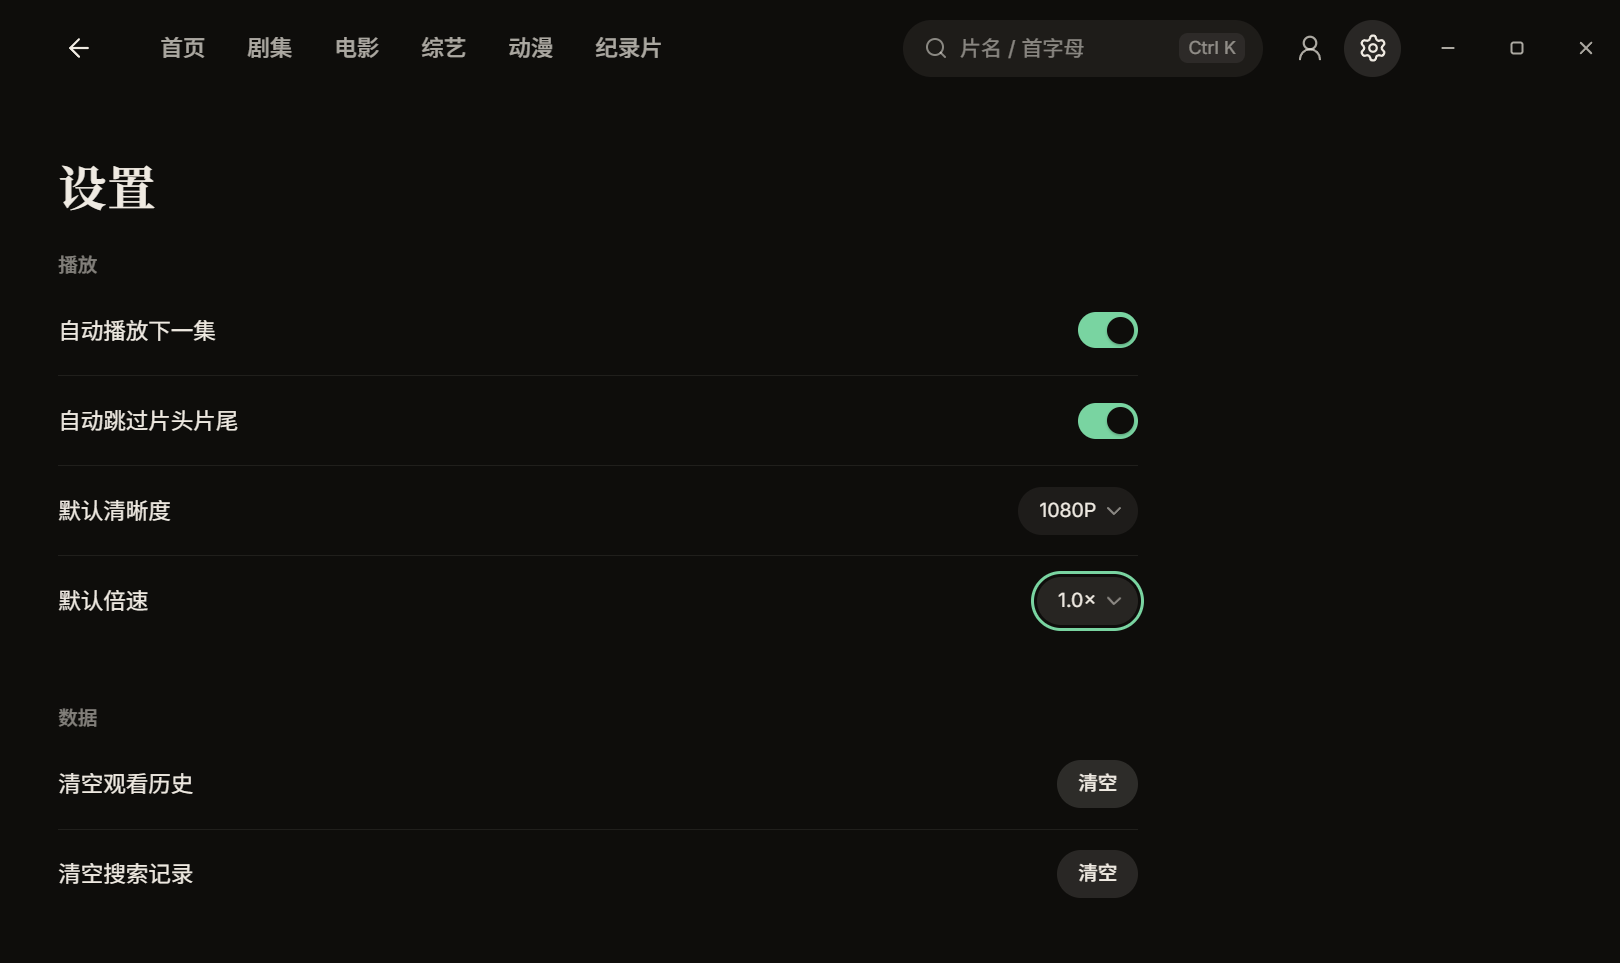 首页 剧集 电影 综艺 动漫 纪录片 片名 / 首字母 Ctrl K
设置
播放
自动播放下一集
自动跳过片头片尾
默认清晰度 1080P
默认倍速 1.0×
数据
清空观看历史 清空
清空搜索记录 清空